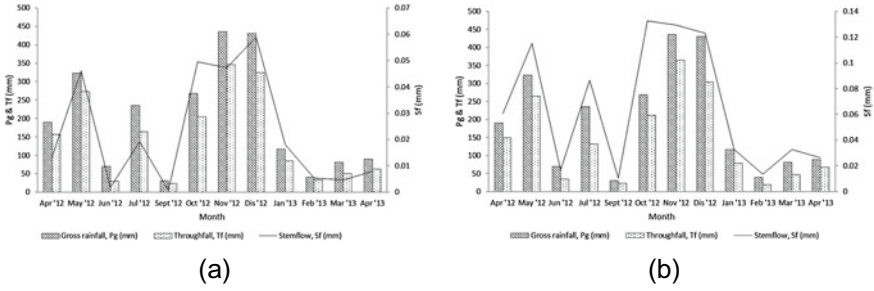 500 0.07
450 0.06
400
350 0.05
300 0.04
250
200 0.03
150 0.02
100 0.01
50
0 0
Pg & Tf (mm)
Sf (mm)
Apr '12 May '12 Jun '12 Jul '12 Sept '12 Oct '12 Nov '12 Dis '12 Jan '13 Feb '13 Mar '13 Apr '13
Month
Gross rainfall, Pg (mm) Throughfall, Tf (mm) Stemflow, Sf (mm)
(a)
500 0.14
450 0.12
400
350 0.1
300 0.08
250
200 0.06
150 0.04
100 0.02
50
0 0
Pg & Tf (mm)
Sf (mm)
Apr '12 May '12 Jun '12 Jul '12 Sept '12 Oct '12 Nov '12 Dis '12 Jan '13 Feb '13 Mar '13 Apr '13
Month
Gross rainfall, Pg (mm) Throughfall, Tf (mm) Stemflow, Sf (mm)
(b)